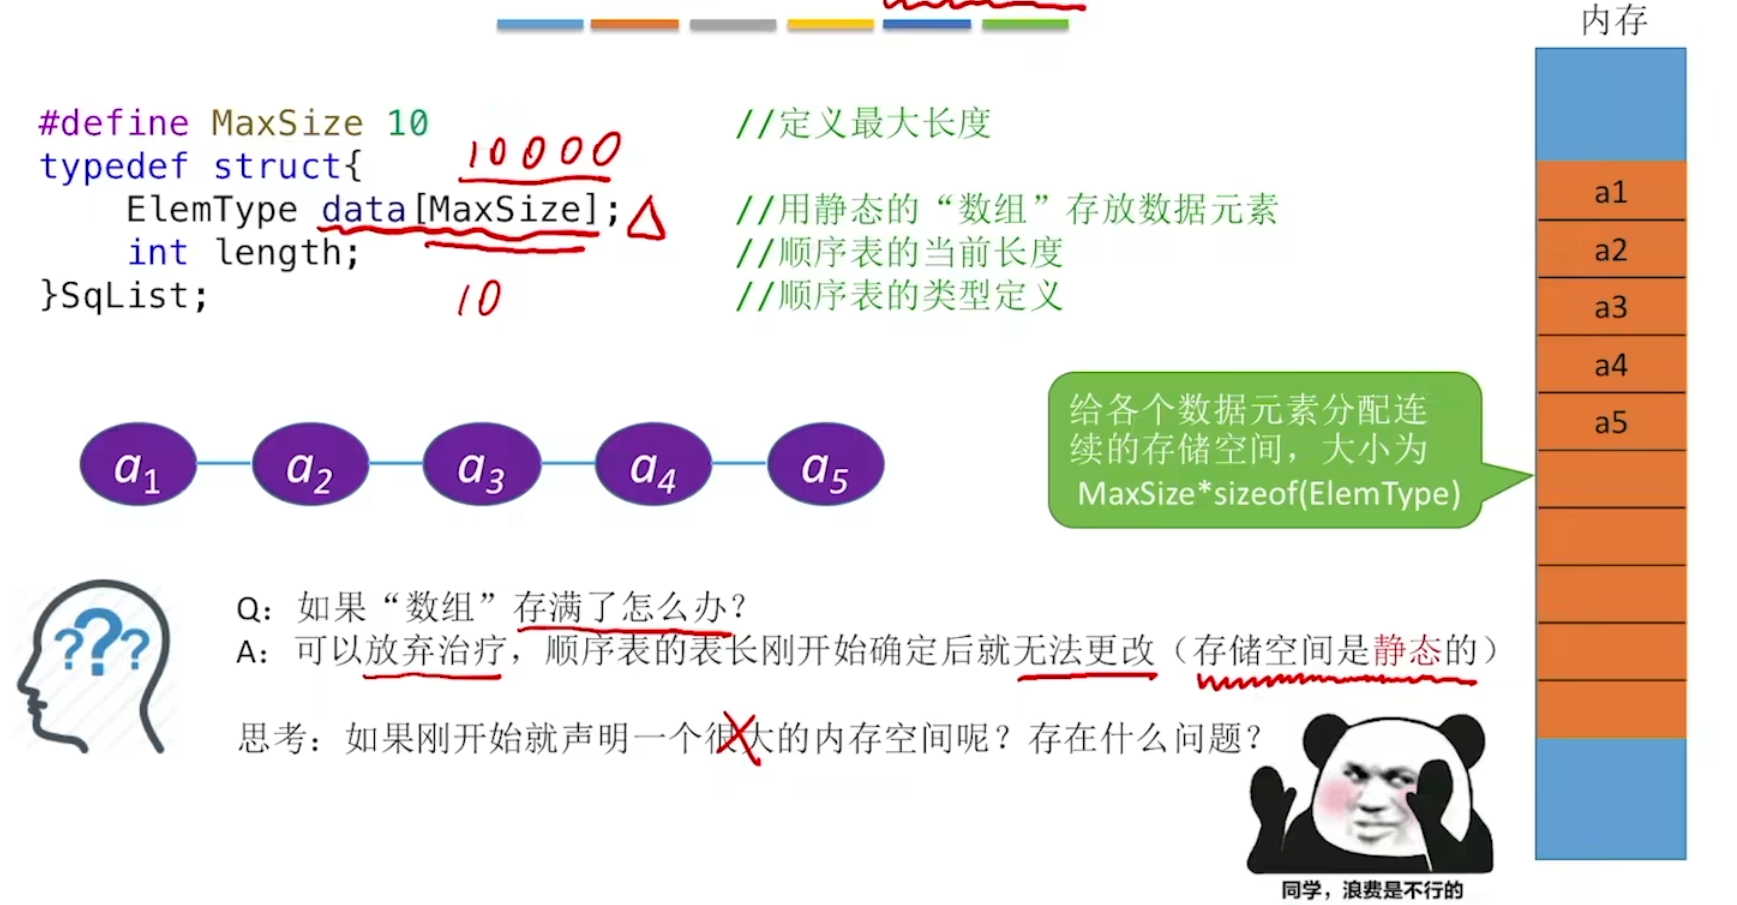 内存
#define MaxSize 10 //定义最大长度
10000
typedef struct{
ElemType data[MaxSize]; //用静态的“数组”存放数据元素
int length; //顺序表的当前长度
}SqList; //顺序表的类型定义
10
a1
a2
a3
a4
a5
给各个数据元素分配连
续的存储空间，大小为
MaxSize*sizeof(ElemType)
a1 a2 a3 a4 a5
???
Q：如果“数组”存满了怎么办？
A：可以放弃治疗，顺序表的表长刚开始确定后就无法更改（存储空间是静态的）
思考：如果刚开始就声明一个很大的内存空间呢？存在什么问题？
同学，浪费是不行的